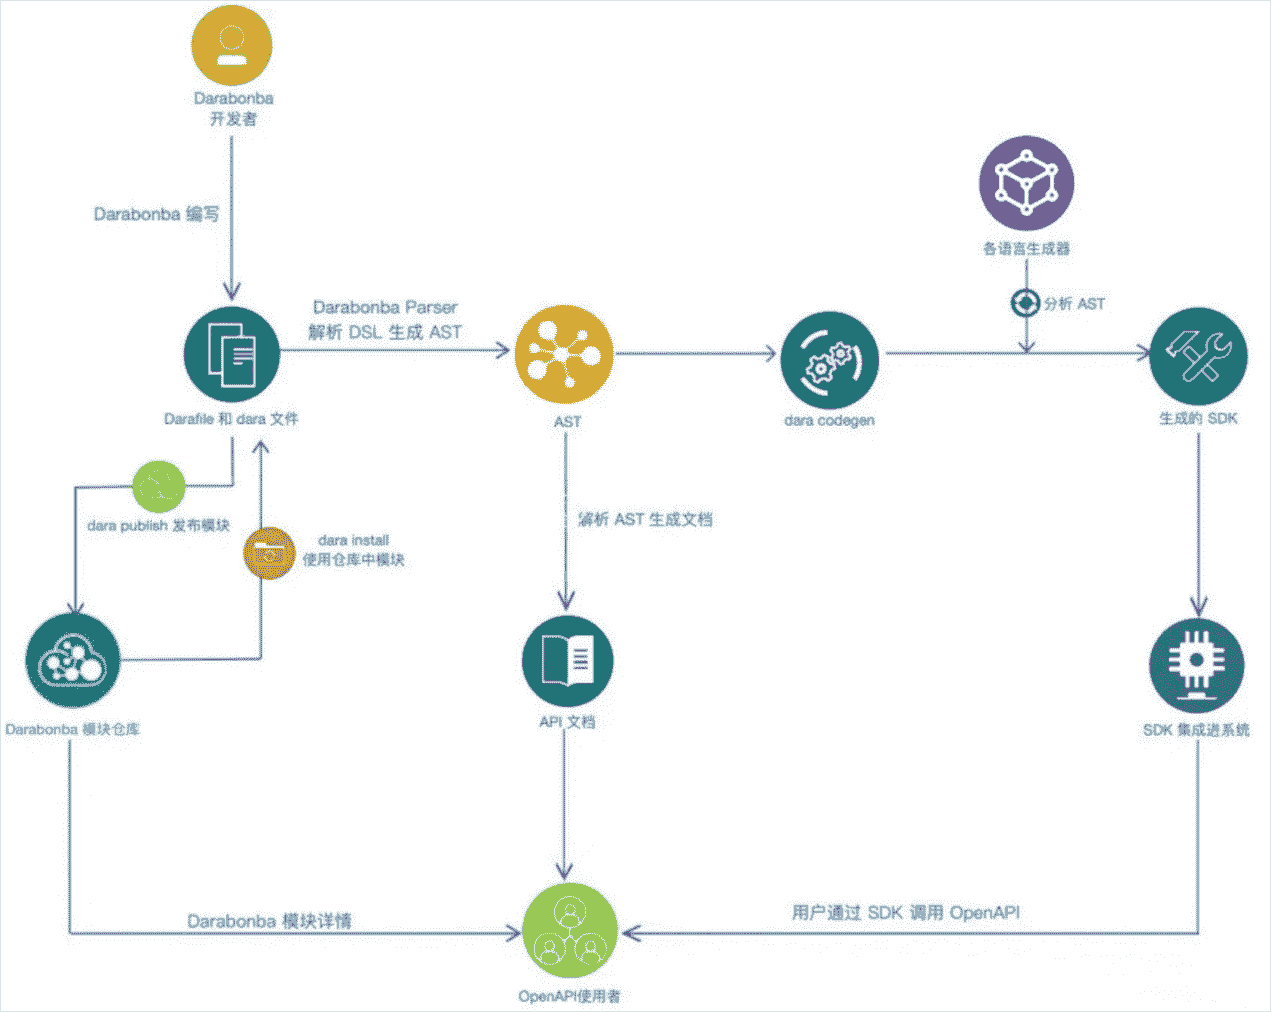 Darabonba
开发者
Darabonba 编写
各语言生成器
分析 AST
Darabonba Parser
解析 DSL 生成 AST
Darafile 和 dara 文件
AST
dara codegen
生成的 SDK
dara publish 发布模块
dara install
使用仓库中模块
解析 AST 生成文档
Darabonba 模块仓库
API 文档
SDK 集成进系统
Darabonba 模块详情
用户通过 SDK 调用 OpenAPI
OpenAPI使用者